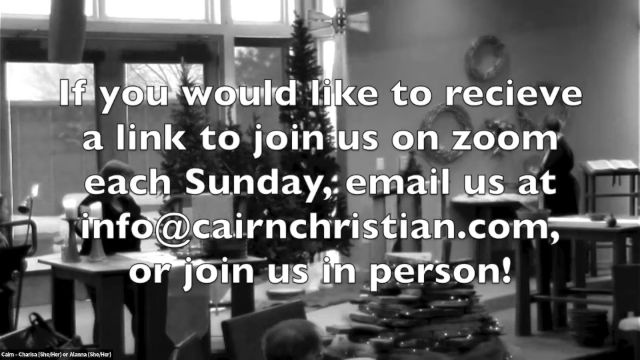 If you would like to recieve
a link to join us on zoom
each Sunday, email us at
info@cairnchristian.com,
or join us in person!
Cairn - Charisa (She/Her) or Alanna (She/Her)